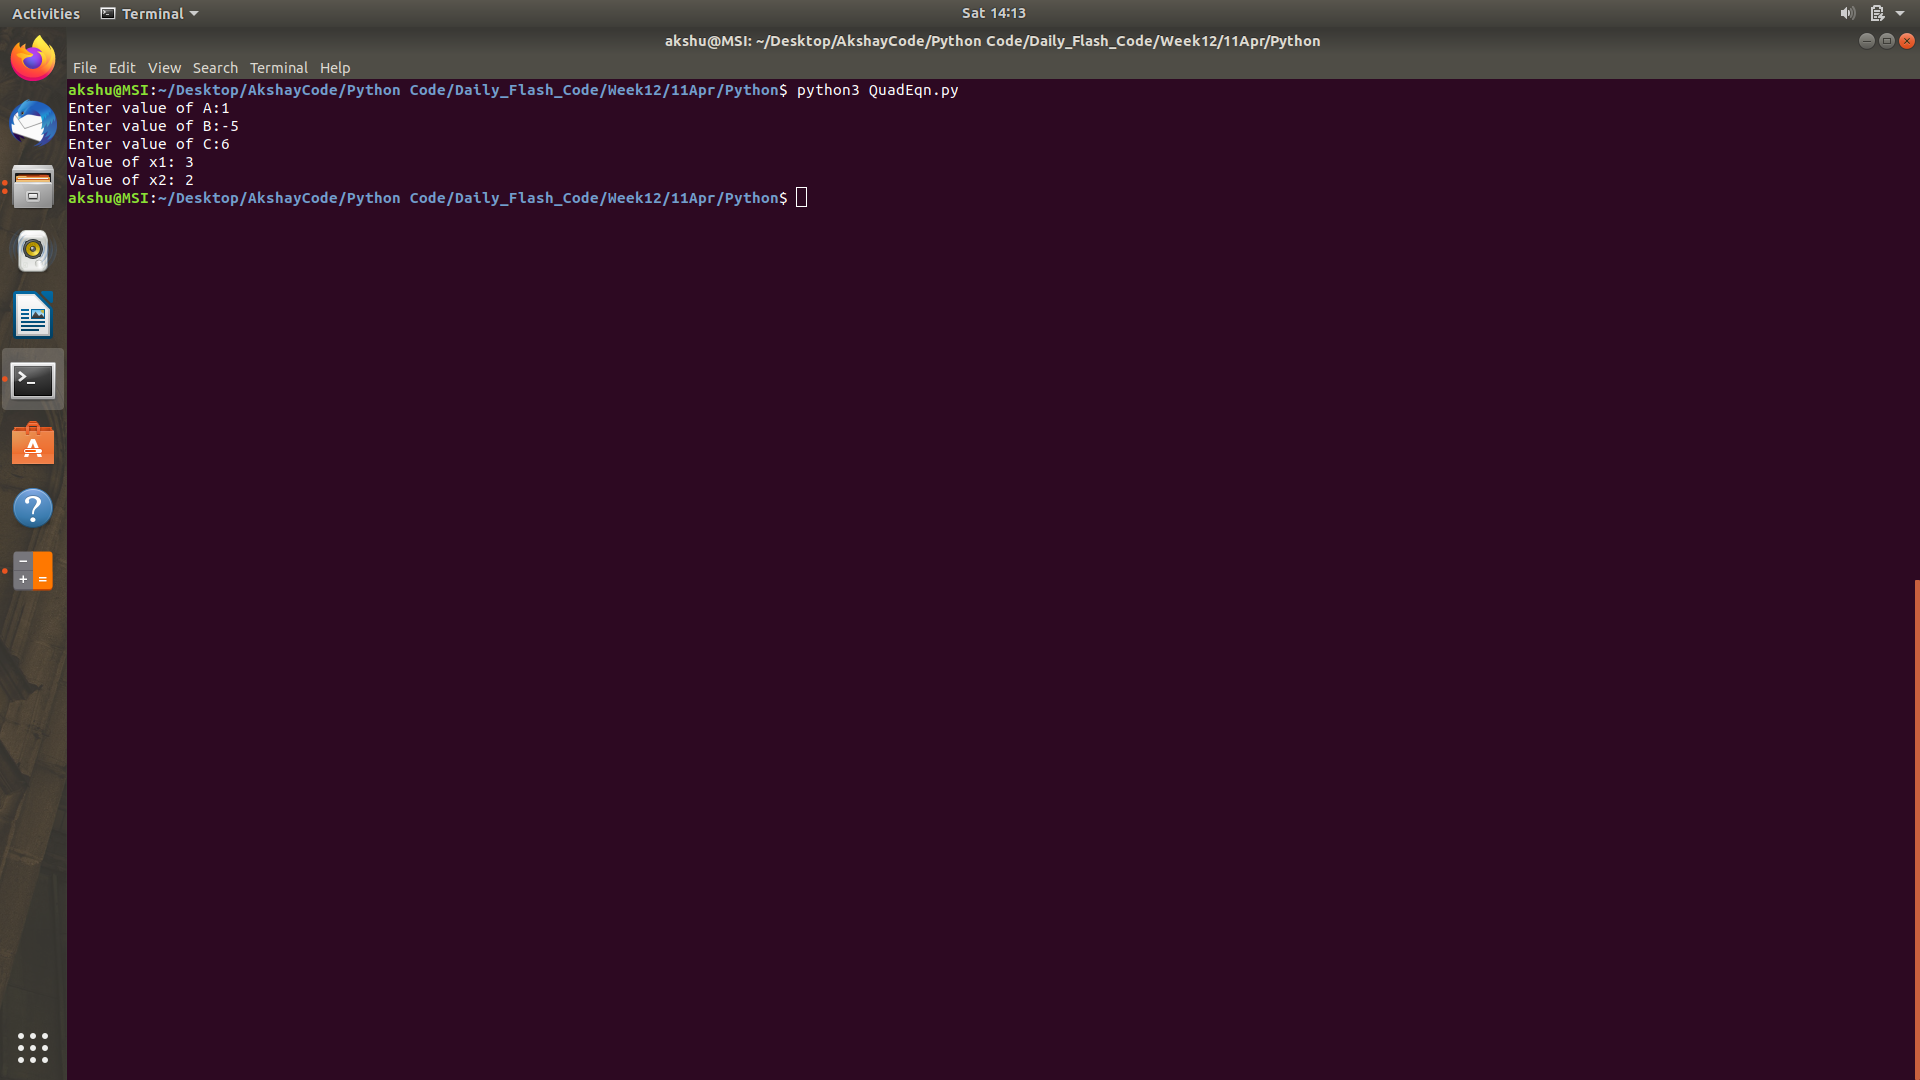 Activities Terminal Sat 14:13
akshu@MSI: ~/Desktop/AkshayCode/Python Code/Daily_Flash_Code/Week12/11Apr/Python
File Edit View Search Terminal Help
akshu@MSI:~/Desktop/AkshayCode/Python Code/Daily_Flash_Code/Week12/11Apr/Python$ python3 QuadEqn.py
Enter value of A:1
Enter value of B:-5
Enter value of C:6
Value of x1: 3
Value of x2: 2
akshu@MSI:~/Desktop/AkshayCode/Python Code/Daily_Flash_Code/Week12/11Apr/Python$